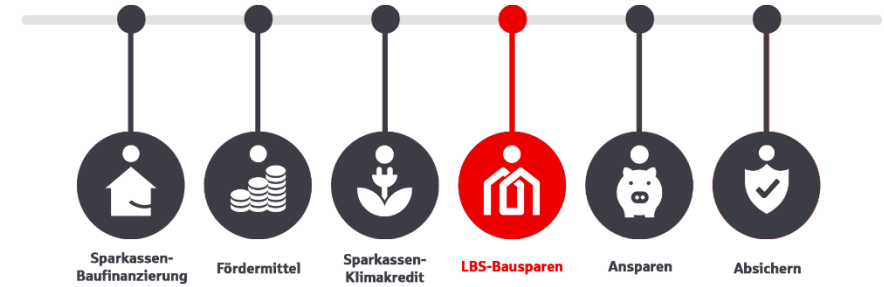 Sparkassen-
Baufinanzierung
Fördermittel
Sparkassen-
Klimakredit
LBS-Bausparen
Ansparen
Absichern